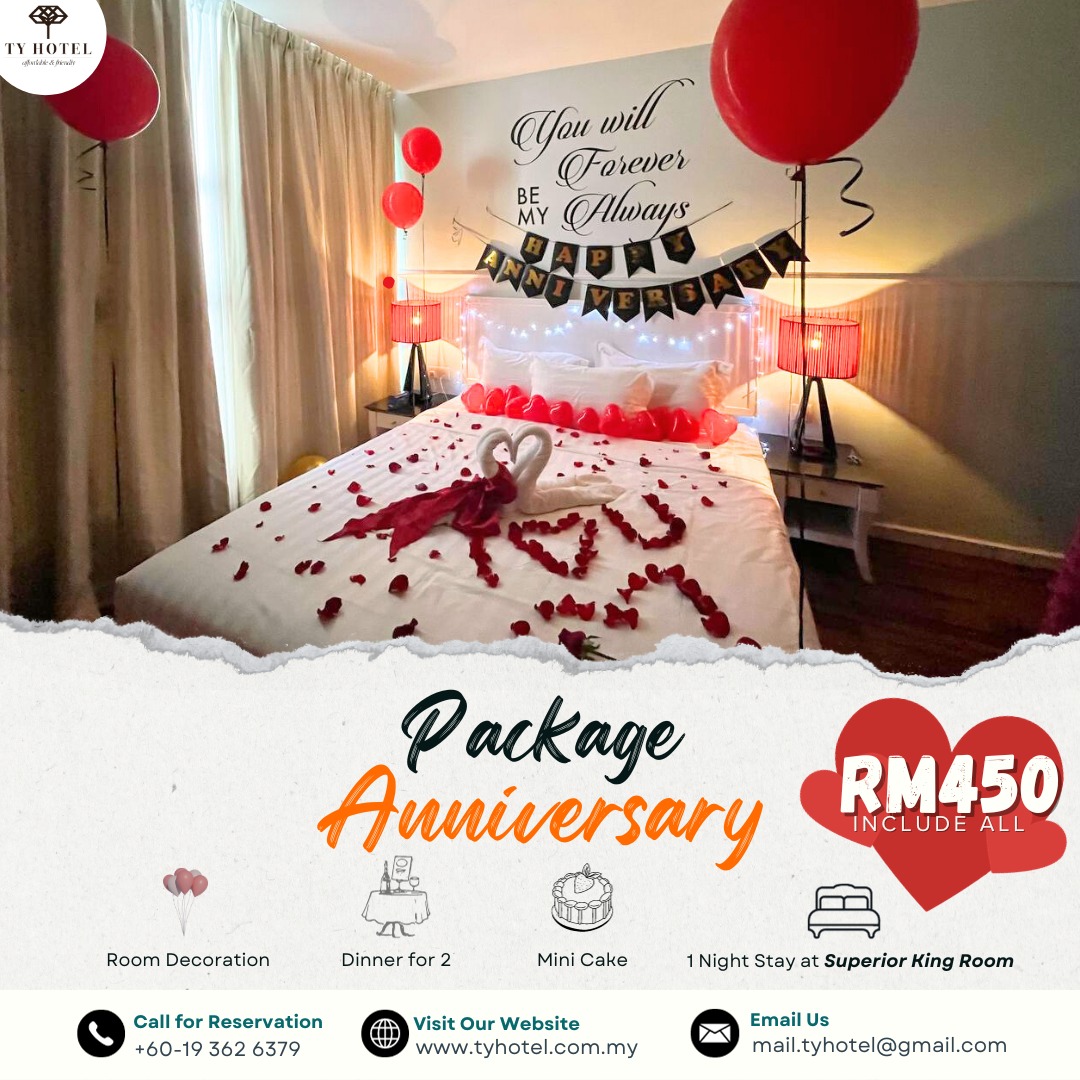 TY HOTEL
affordable & friendly
You will
Forever
BE
MY Always
HAPPY
ANNIVERSARY
Package
Anniversary
RM450
INCLUDE ALL
Room Decoration
Dinner for 2
Mini Cake
1 Night Stay at Superior King Room
Call for Reservation
+60-19 362 6379
Visit Our Website
www.tyhotel.com.my
Email Us
mail.tyhotel@gmail.com